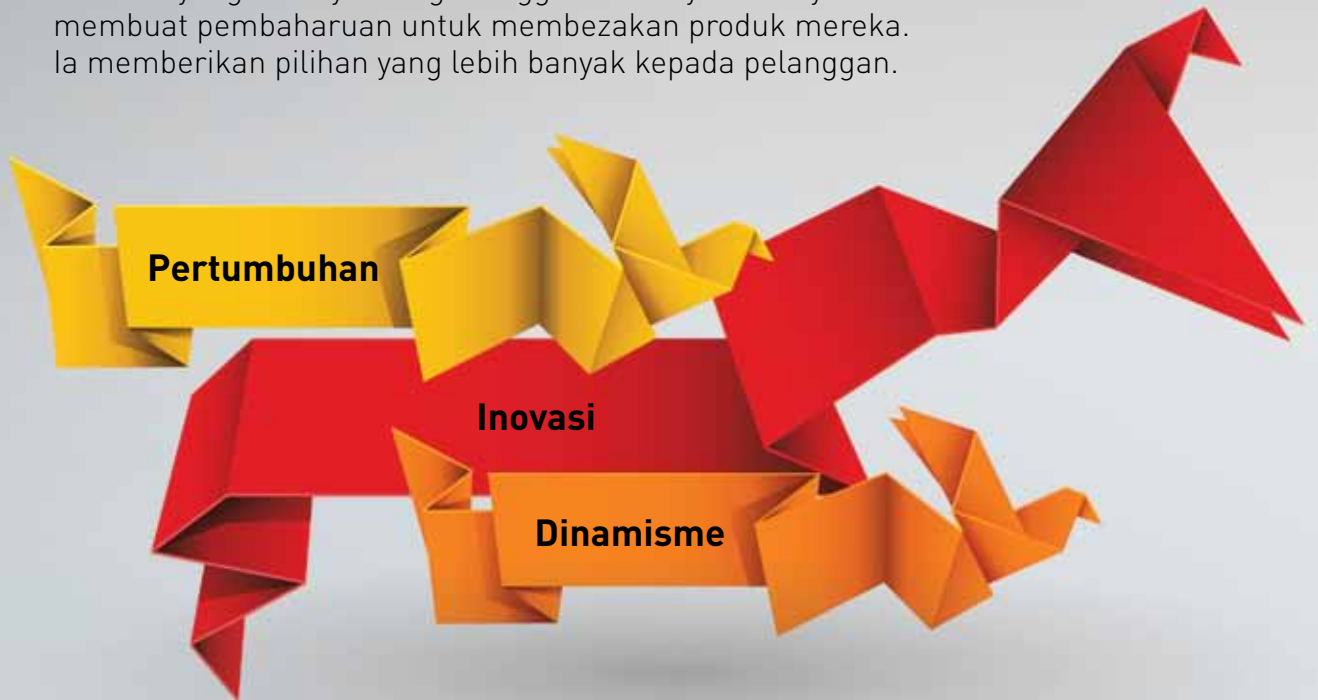 membuat pembaharuan untuk membezakan produk mereka.
Ia memberikan pilihan yang lebih banyak kepada pelanggan.
Pertumbuhan
Inovasi
Dinamisme